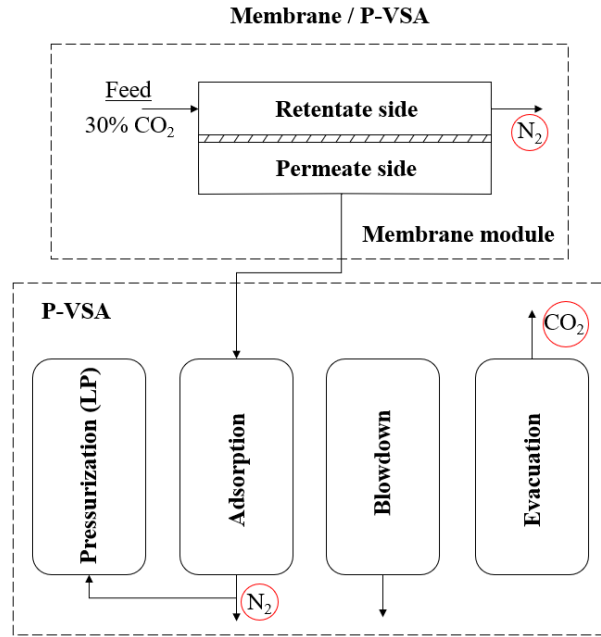 Membrane / P-VSA
Feed
30% CO₂
Retentate side
N₂
Permeate side
Membrane module
P-VSA
CO₂
Pressurization (LP)
Adsorption
Blowdown
Evacuation
N₂